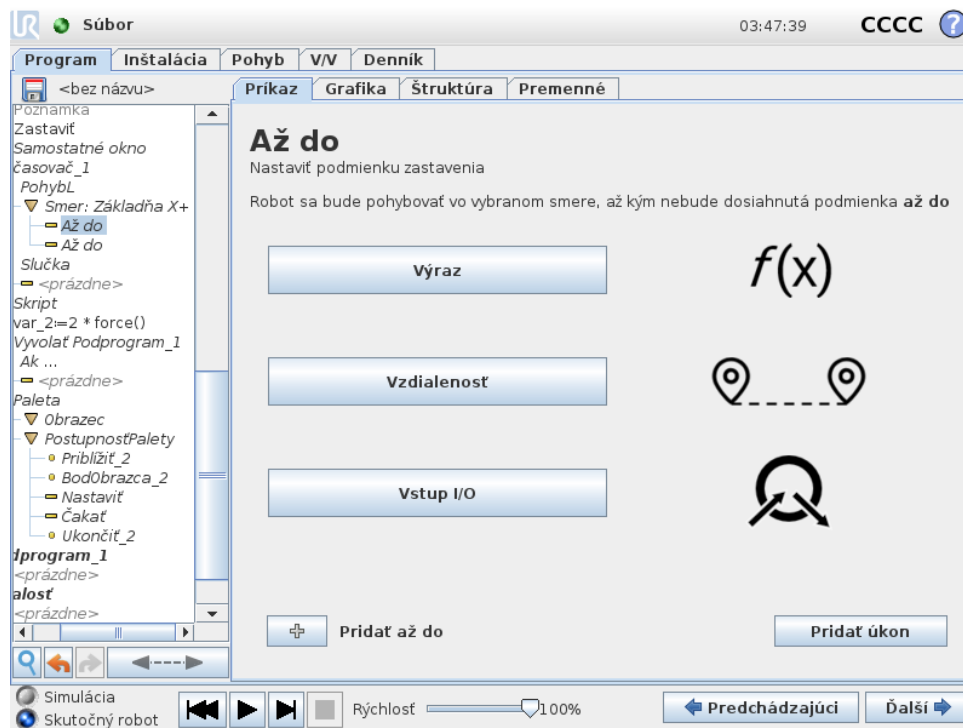 UR Súbor 03:47:39 CCCC ?
Program Inštalácia Pohyb V/V Denník
<bez názvu> Príkaz Grafika Štruktúra Premenné
Poznámka
Zastaviť
Samostatné okno
časovač_1
PohybL
Smer: Základňa X+
Až do
Až do
Slučka
<prázdne>
Skript
var_2:=2 * force()
Vyvolať Podprogram_1
Ak ...
<prázdne>
Paleta
Obrazec
PostupnosťPalety
Priblížiť_2
BodObrazca_2
Nastaviť
Čakať
Ukončiť_2
dprogram_1
<prázdne>
alosť
<prázdne>
Až do
Nastaviť podmienku zastavenia
Robot sa bude pohybovať vo vybranom smere, až kým nebude dosiahnutá podmienka až do
Výraz f(x)
Vzdialenosť
Vstup I/O
Pridať až do Pridať úkon
Simulácia
Skutočný robot
Rýchlosť 100% Predchádzajúci Ďalší